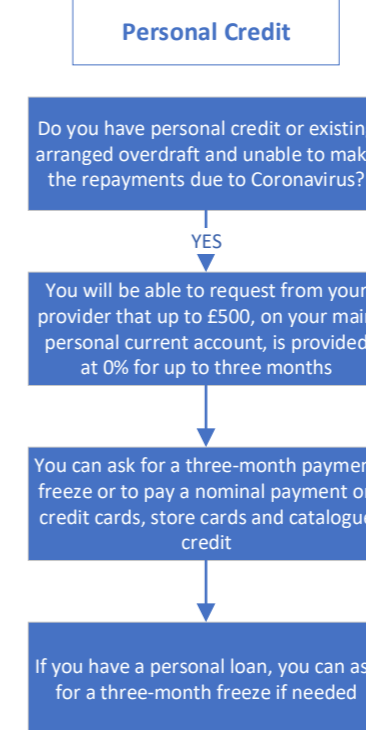 Personal Credit
Do you have personal credit or existin
arranged overdraft and unable to mak
the repayments due to Coronavirus?
YES
You will be able to request from your
provider that up to £500, on your main
personal current account, is provided
at 0% for up to three months
You can ask for a three-month paymen
freeze or to pay a nominal payment on
credit cards, store cards and catalogue
credit
If you have a personal loan, you can as
for a three-month freeze if needed